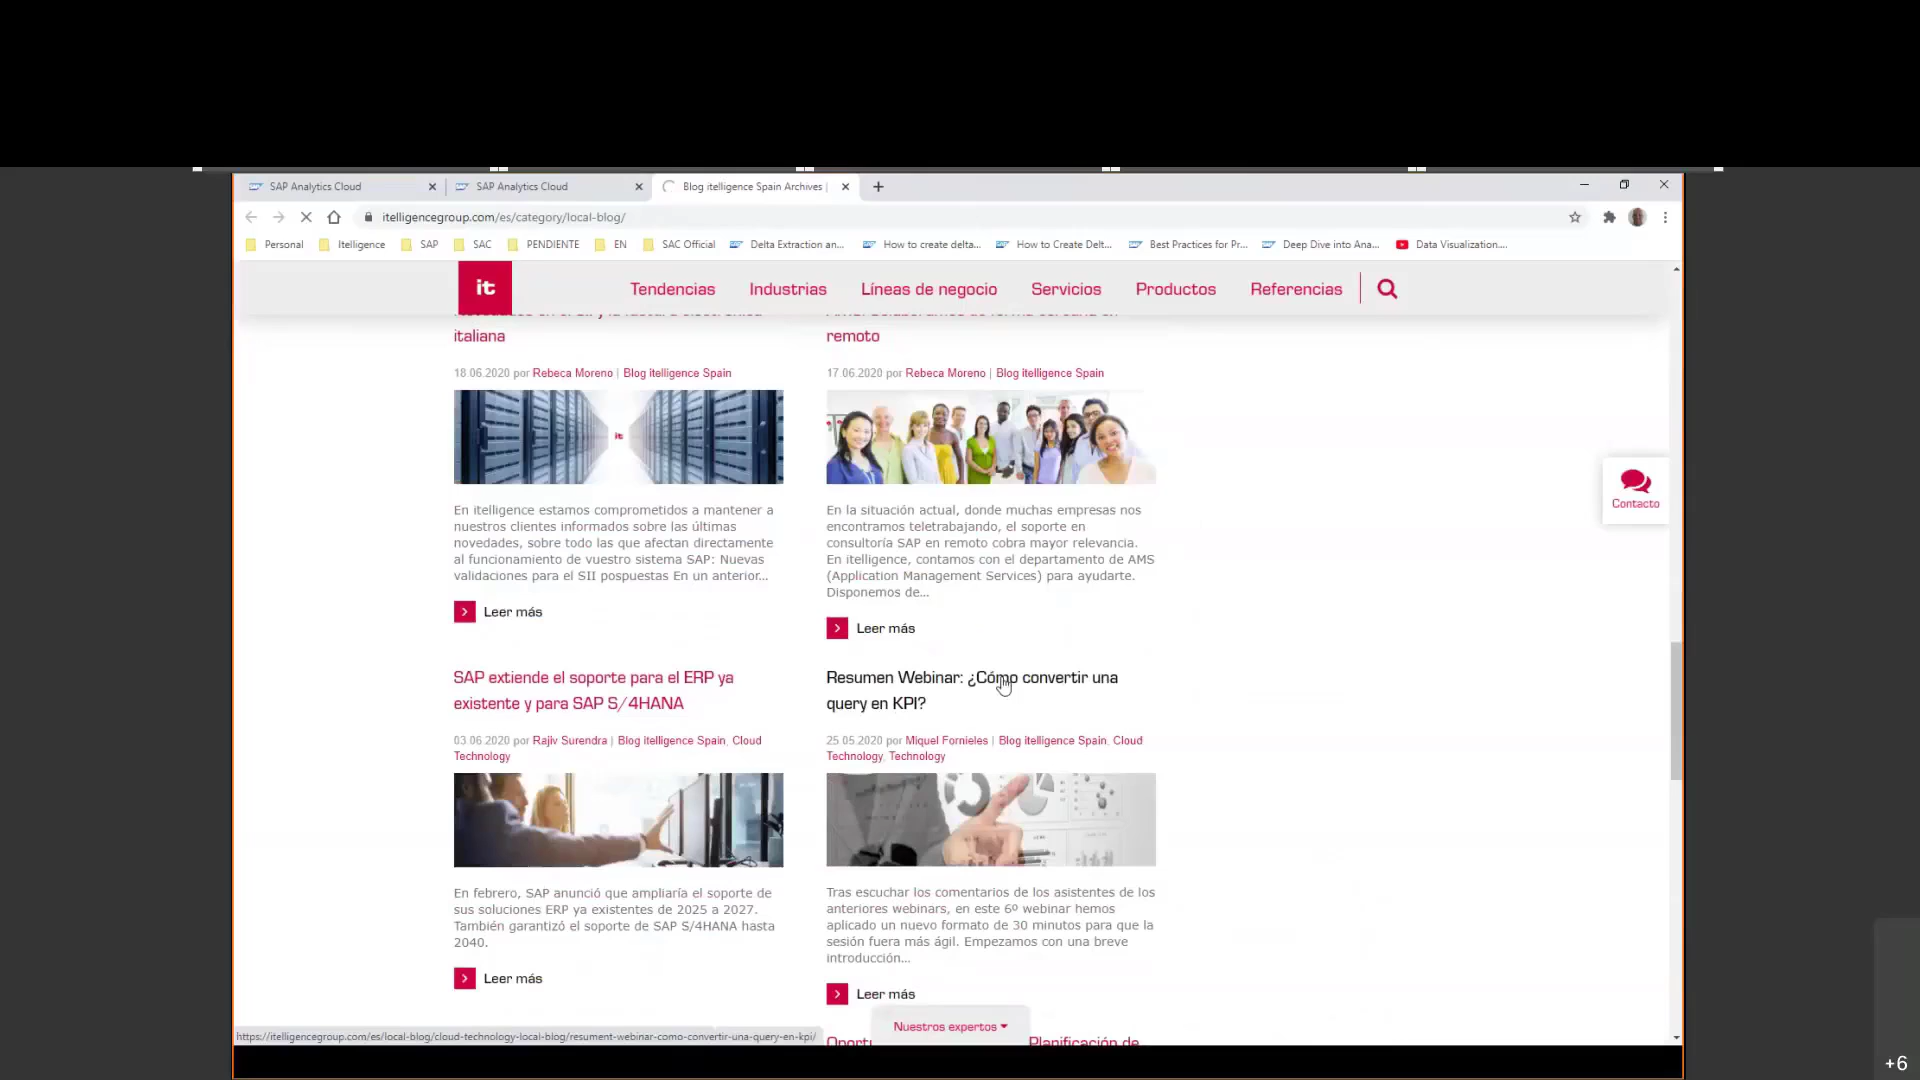 SAP Analytics Cloud
SAP Analytics Cloud
Blog itelligence Spain Archives |
itelligencegroup.com/es/category/local-blog/
Personal
Itelligence
SAP
SAC
PENDIENTE
EN
SAC Official
Delta Extraction an...
How to create delta...
How to Create Delt...
Best Practices for Pr...
Deep Dive into Ana...
Data Visualization....
it
Tendencias
Industrias
Líneas de negocio
Servicios
Productos
Referencias
italiana
18.06.2020 por Rebeca Moreno | Blog itelligence Spain
it
En itelligence estamos comprometidos a mantener a
nuestros clientes informados sobre las últimas
novedades, sobre todo las que afectan directamente
al funcionamiento de vuestro sistema SAP: Nuevas
validaciones para el SII pospuestas En un anterior...
Leer más
remoto
17.06.2020 por Rebeca Moreno | Blog itelligence Spain
En la situación actual, donde muchas empresas nos
encontramos teletrabajando, el soporte en
consultoría SAP en remoto cobra mayor relevancia.
En itelligence, contamos con el departamento de AMS
(Application Management Services) para ayudarte.
Disponemos de...
Leer más
Contacto
SAP extiende el soporte para el ERP ya
existente y para SAP S/4HANA
03.06.2020 por Rajiv Surendra | Blog itelligence Spain, Cloud
Technology
En febrero, SAP anunció que ampliaría el soporte de
sus soluciones ERP ya existentes de 2025 a 2027.
También garantizó el soporte de SAP S/4HANA hasta
2040.
Leer más
Resumen Webinar: ¿Cómo convertir una
query en KPI?
25.05.2020 por Miquel Fornieles | Blog itelligence Spain, Cloud
Technology, Technology
Tras escuchar los comentarios de los asistentes de los
anteriores webinars, en este 6º webinar hemos
aplicado un nuevo formato de 30 minutos para que la
sesión fuera más ágil. Empezamos con una breve
introducción...
Leer más
Nuestros expertos
Planificación de
https://itelligencegroup.com/es/local-blog/cloud-technology-local-blog/resument-webinar-como-convertir-una-query-en-kpi/
+6